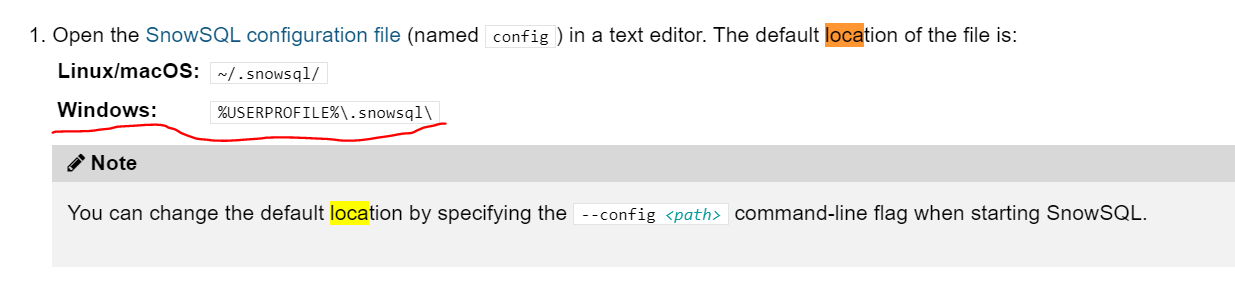 1. Open the SnowSQL configuration file (named config ) in a text editor. The default location of the file is:
Linux/macOS: ~/.snowsql/
Windows: %USERPROFILE%\.snowsql\
Note
You can change the default location by specifying the --config <path> command-line flag when starting SnowSQL.